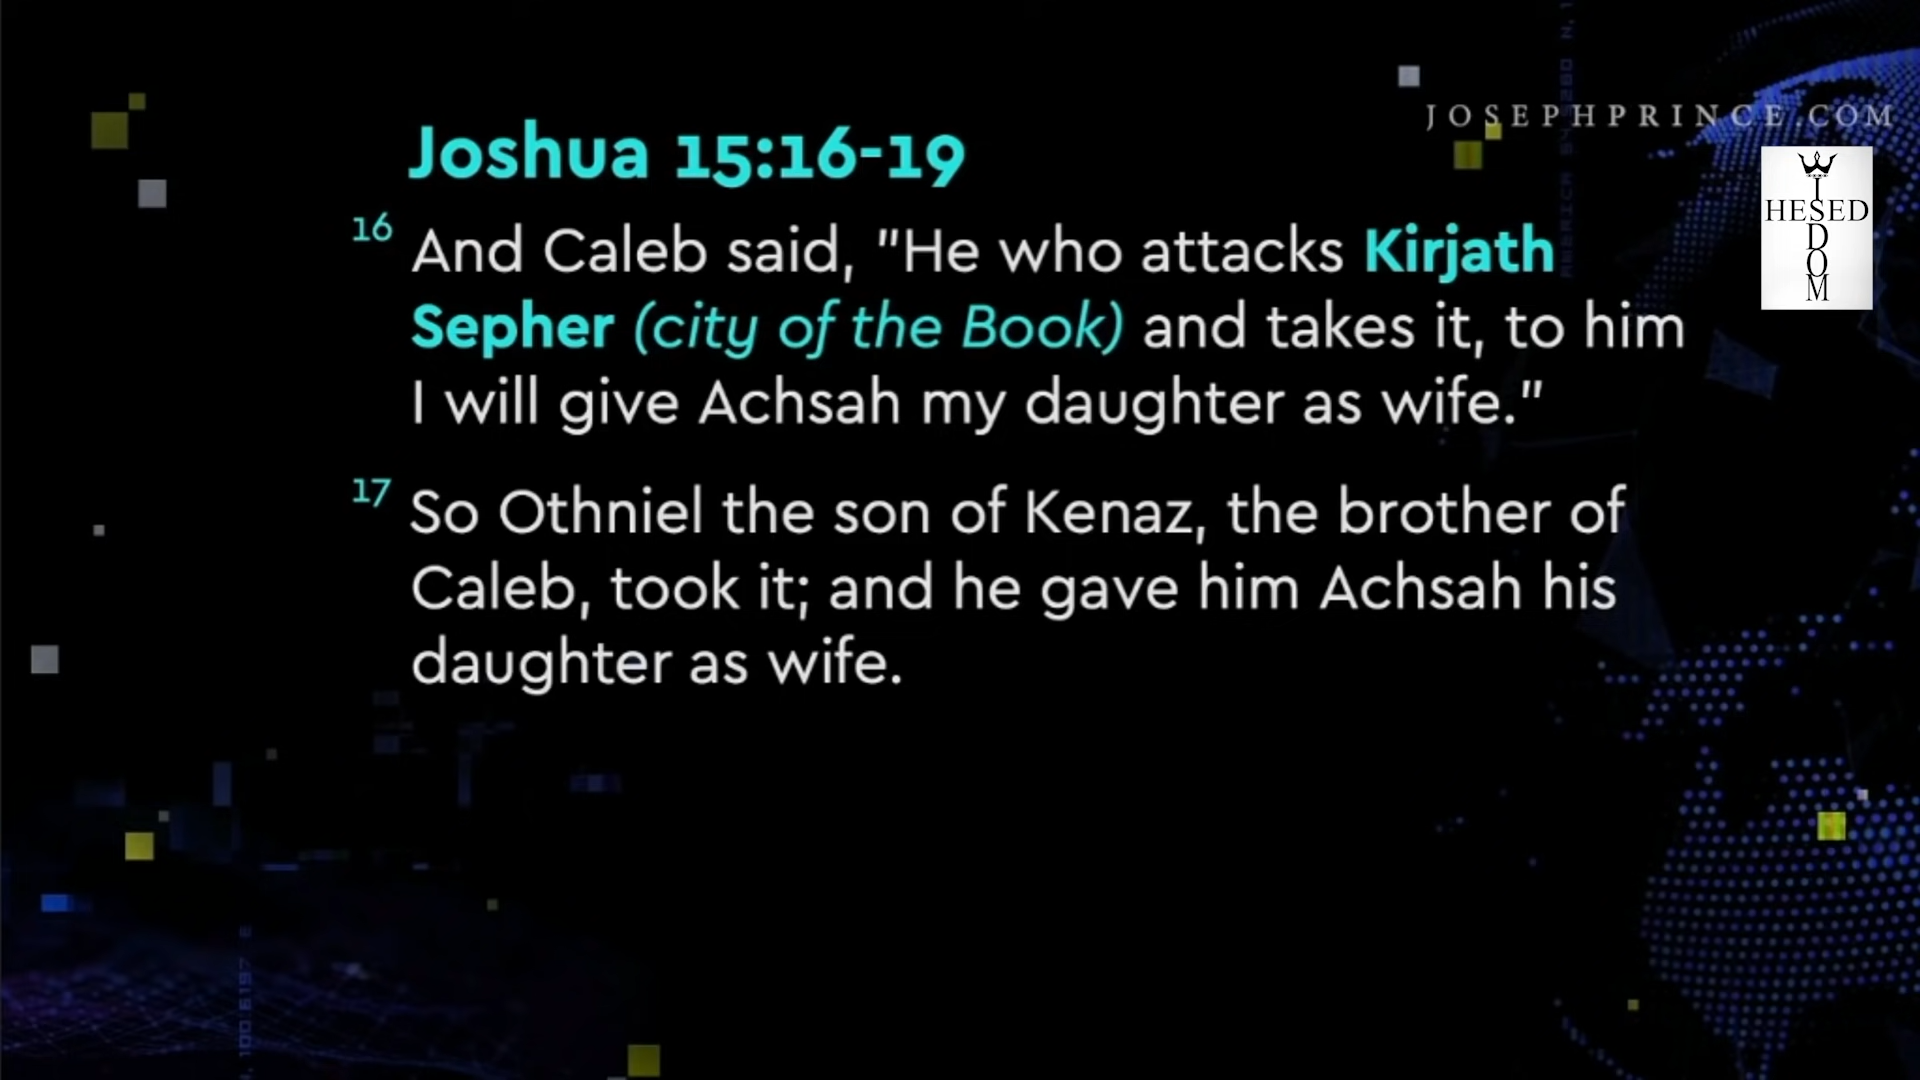 JOSEPHPRINCE.COM
Joshua 15:16-19
16 And Caleb said, "He who attacks Kirjath
Sepher (city of the Book) and takes it, to him
I will give Achsah my daughter as wife."
17 So Othniel the son of Kenaz, the brother of
Caleb, took it; and he gave him Achsah his
daughter as wife.
HESED
WISDOM